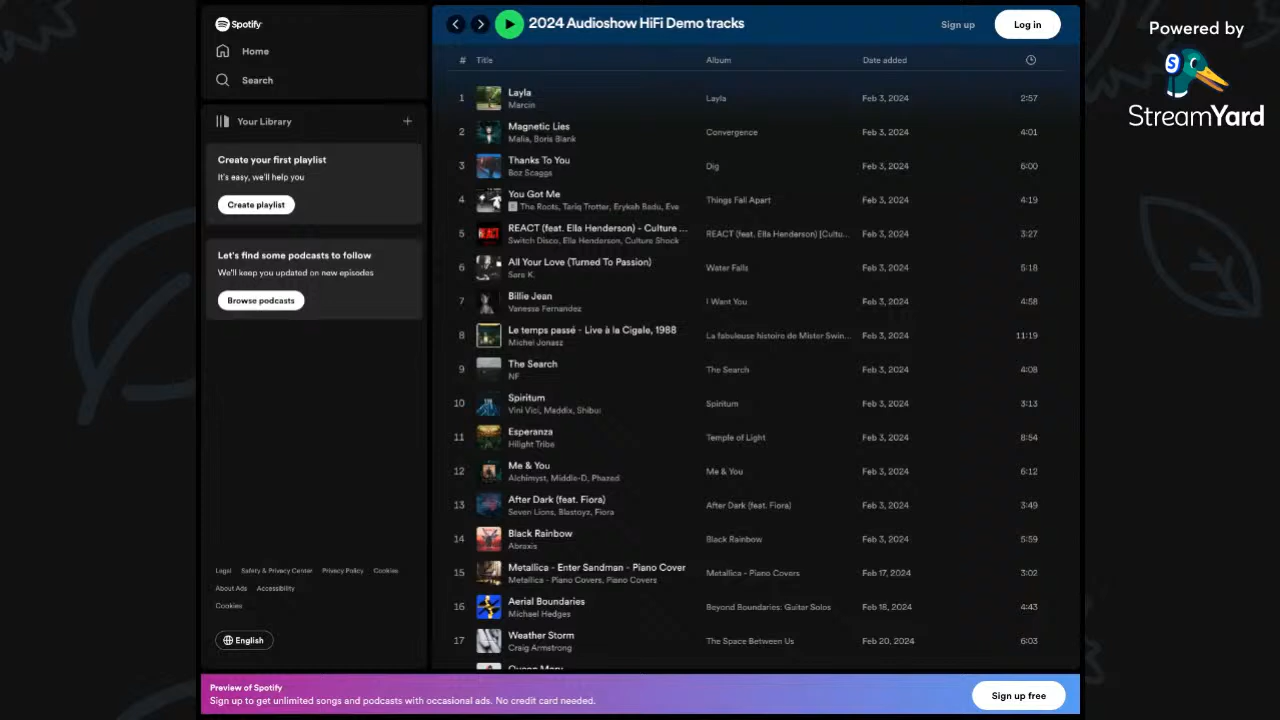 Spotify
Home
Search
Your Library
Create your first playlist
It's easy, we'll help you
Create playlist
Let's find some podcasts to follow
We'll keep you updated on new episodes
Browse podcasts
Legal Safety & Privacy Center Privacy Policy Cookies
About Ads Accessibility
Cookies
English
2024 Audioshow HiFi Demo tracks
Sign up
Log in
# Title Album Date added
1 Layla Layla Feb 3, 2024 2:57
Marcin
2 Magnetic Lies Convergence Feb 3, 2024 4:01
Malia, Boris Blank
3 Thanks To You Dig Feb 3, 2024 6:00
Boz Scaggs
4 You Got Me Things Fall Apart Feb 3, 2024 4:19
E The Roots, Tariq Trotter, Erykah Badu, Eve
5 REACT (feat. Ella Henderson) - Culture ... REACT (feat. Ella Henderson) [Cultu... Feb 3, 2024 3:27
Switch Disco, Ella Henderson, Culture Shock
6 All Your Love (Turned To Passion) Water Falls Feb 3, 2024 5:18
Sara K.
7 Billie Jean I Want You Feb 3, 2024 4:58
Vanessa Fernandez
8 Le temps passé - Live à la Cigale, 1988 La fabuleuse histoire de Mister Swin... Feb 3, 2024 11:19
Michel Jonasz
9 The Search The Search Feb 3, 2024 4:08
NF
10 Spiritum Spiritum Feb 3, 2024 3:13
Vini Vici, Maddix, Shibui
11 Esperanza Temple of Light Feb 3, 2024 8:54
Hilight Tribe
12 Me & You Me & You Feb 3, 2024 6:12
Alchimyst, Middle-D, Phazed
13 After Dark (feat. Fiora) After Dark (feat. Fiora) Feb 3, 2024 3:49
Seven Lions, Blastoyz, Fiora
14 Black Rainbow Black Rainbow Feb 3, 2024 5:59
Abraxis
15 Metallica - Enter Sandman - Piano Cover Metallica - Piano Covers Feb 17, 2024 3:02
Metallica - Piano Covers, Piano Covers
16 Aerial Boundaries Beyond Boundaries: Guitar Solos Feb 18, 2024 4:43
Michael Hedges
17 Weather Storm The Space Between Us Feb 20, 2024 6:03
Craig Armstrong
Preview of Spotify
Sign up to get unlimited songs and podcasts with occasional ads. No credit card needed.
Sign up free
Powered by
S
StreamYard